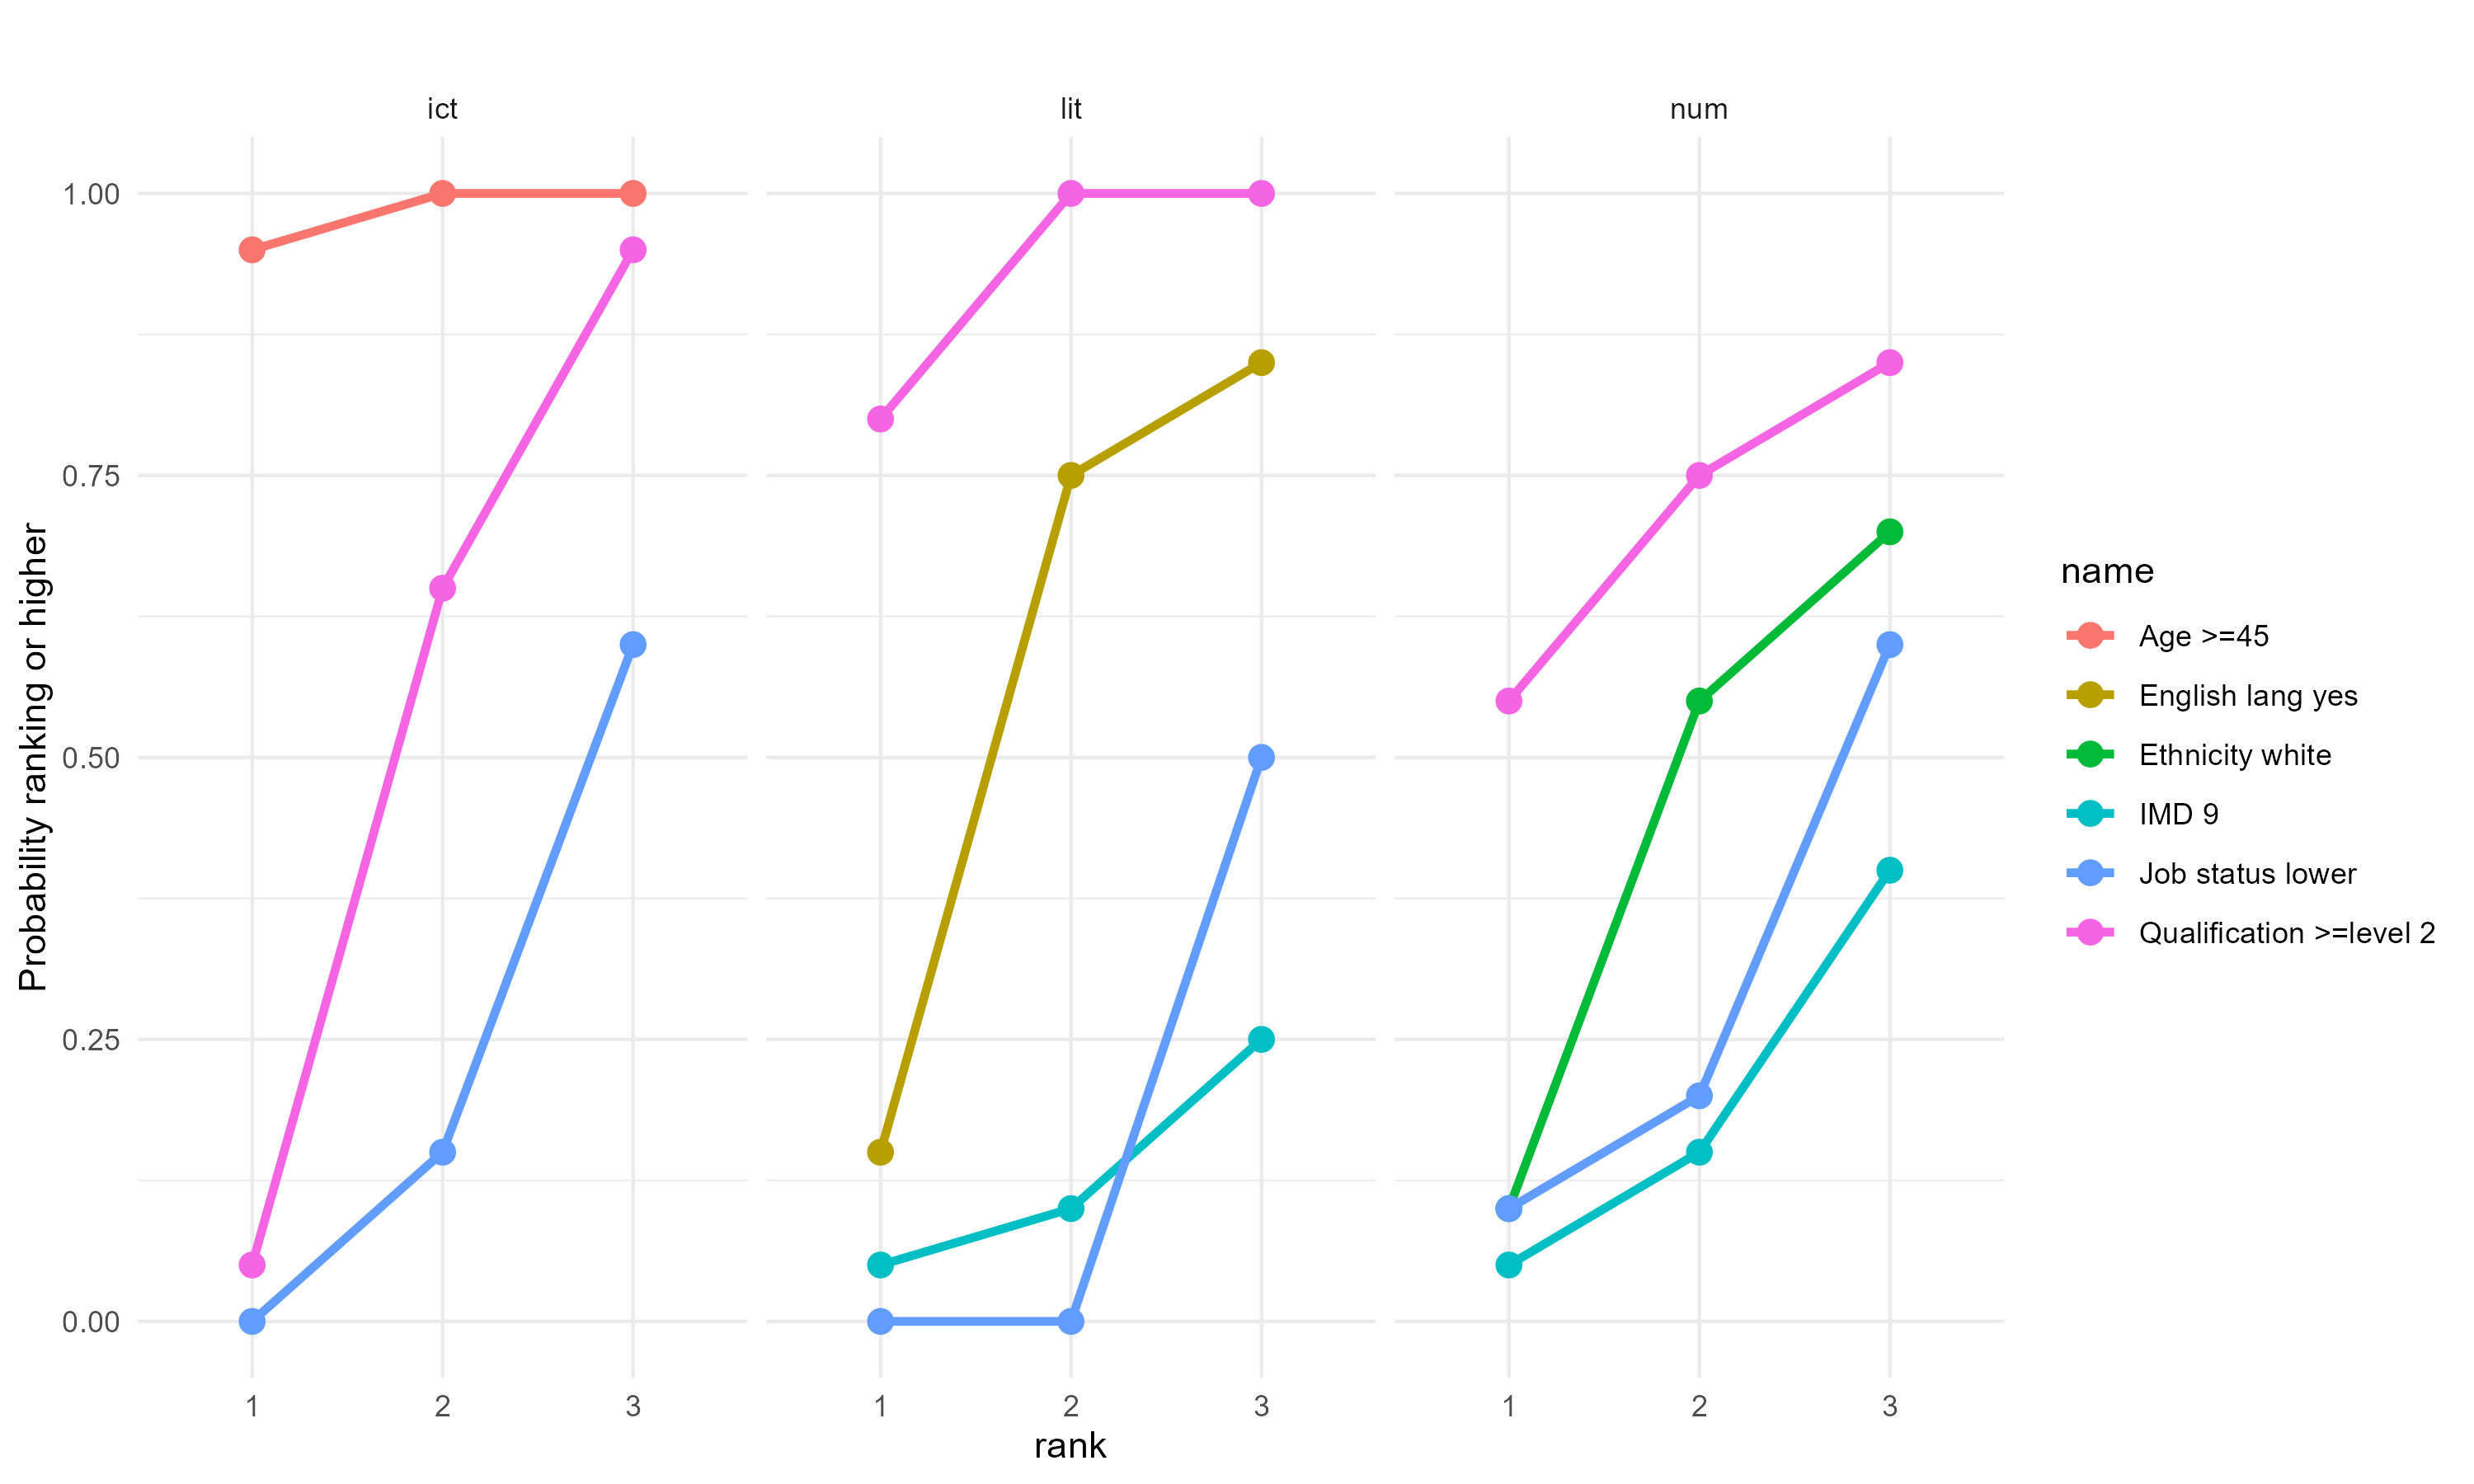 ict
lit
num
1.00
0.75
0.50
0.25
0.00
Probability ranking or higher
1 2 3
1 2 3
1 2 3
rank
name
Age >=45
English lang yes
Ethnicity white
IMD 9
Job status lower
Qualification >=level 2